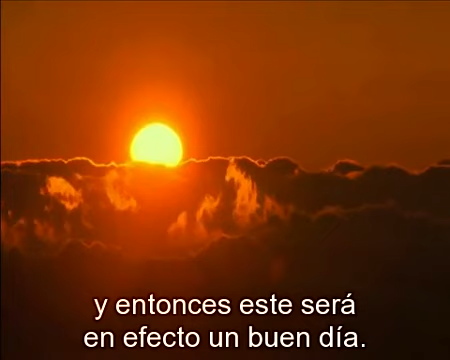 y entonces este será
en efecto un buen día.